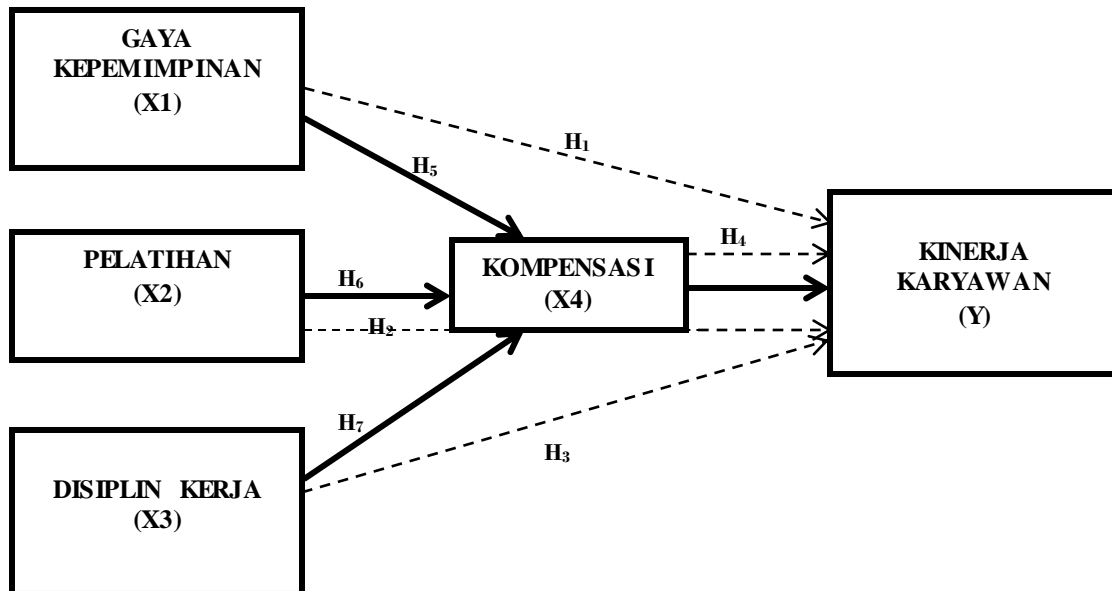 GAYA
KEPEMIMPINAN
(X1)
H₁
H₅
PELATIHAN
(X2)
H₆
H₂
KOMPENSASI
(X4)
H₄
KINERJA
KARYAWAN
(Y)
H₇
H₃
DISIPLIN KERJA
(X3)